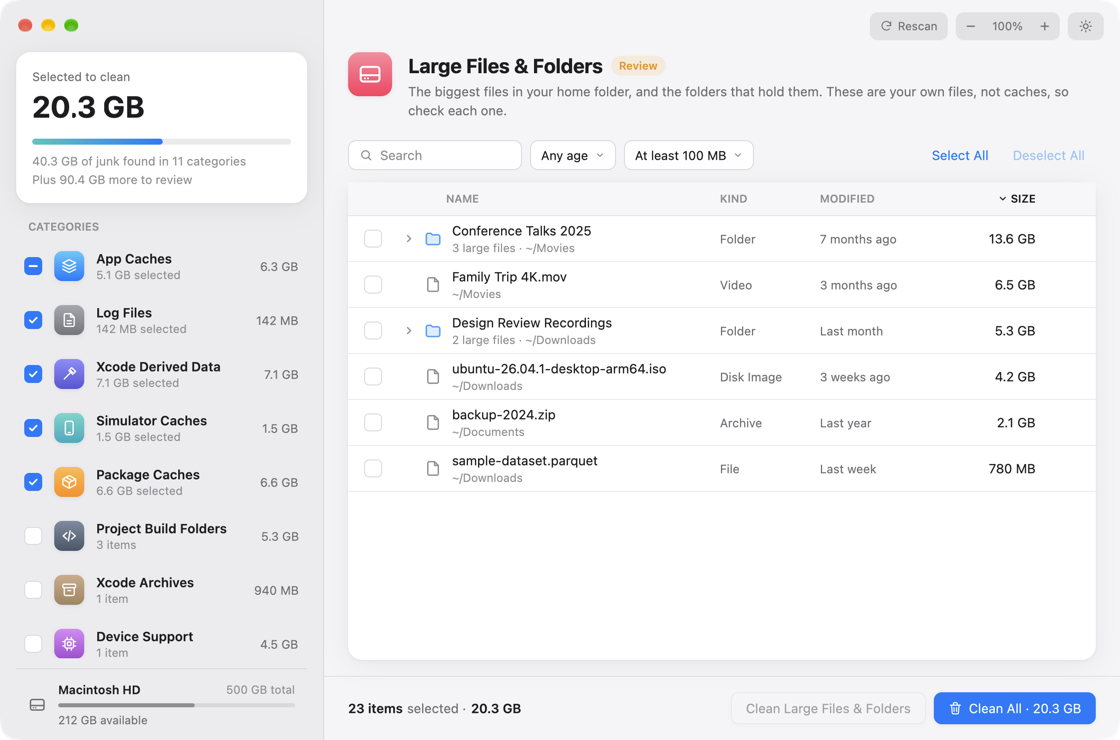 Rescan
100%
Selected to clean
20.3 GB
40.3 GB of junk found in 11 categories
Plus 90.4 GB more to review
CATEGORIES
App Caches
5.1 GB selected
6.3 GB
Log Files
142 MB selected
142 MB
Xcode Derived Data
7.1 GB selected
7.1 GB
Simulator Caches
1.5 GB selected
1.5 GB
Package Caches
6.6 GB selected
6.6 GB
Project Build Folders
3 items
5.3 GB
Xcode Archives
1 item
940 MB
Device Support
1 item
4.5 GB
Macintosh HD
500 GB total
212 GB available
Large Files & Folders
Review
The biggest files in your home folder, and the folders that hold them. These are your own files, not caches, so
check each one.
Search
Any age
At least 100 MB
Select All
Deselect All
NAME KIND MODIFIED SIZE
Conference Talks 2025
3 large files · ~/Movies
Folder
7 months ago
13.6 GB
Family Trip 4K.mov
~/Movies
Video
3 months ago
6.5 GB
Design Review Recordings
2 large files · ~/Downloads
Folder
Last month
5.3 GB
ubuntu-26.04.1-desktop-arm64.iso
~/Downloads
Disk Image
3 weeks ago
4.2 GB
backup-2024.zip
~/Documents
Archive
Last year
2.1 GB
sample-dataset.parquet
~/Downloads
File
Last week
780 MB
23 items selected · 20.3 GB
Clean Large Files & Folders
Clean All · 20.3 GB